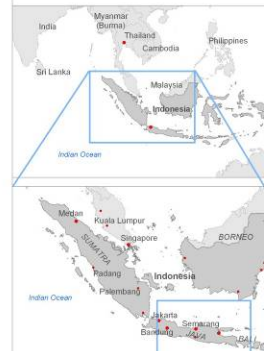 Myanmar
(Burma)
India
Thailand
Cambodia
Philippines
Sri Lanka
Malaysia
Indonesia
Indian Ocean
Medan
Kuala Lumpur
SUMATRA
Singapore
BORNEO
Padang
Indonesia
Palembang
Indian Ocean
Jakarta
Semarang
Bandung
JAVA
BALI